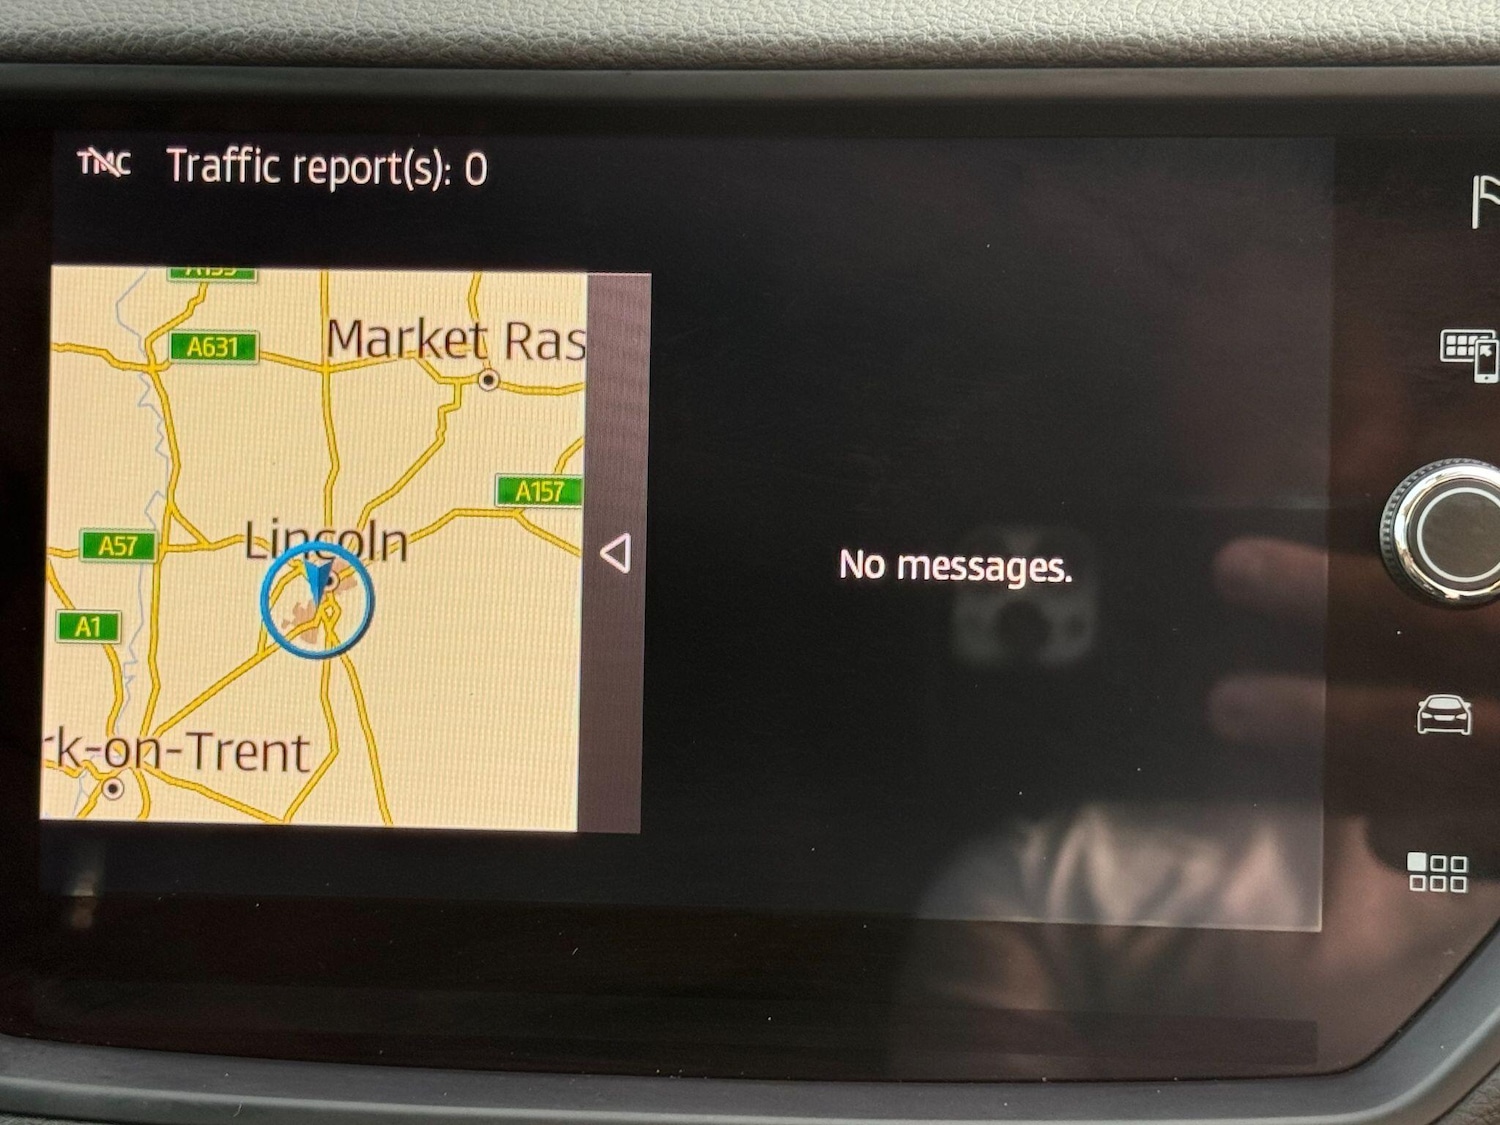 TMC Traffic report(s): 0
A631
Market Ras
A157
Lincoln
A57
No messages.
A1
rk-on-Trent